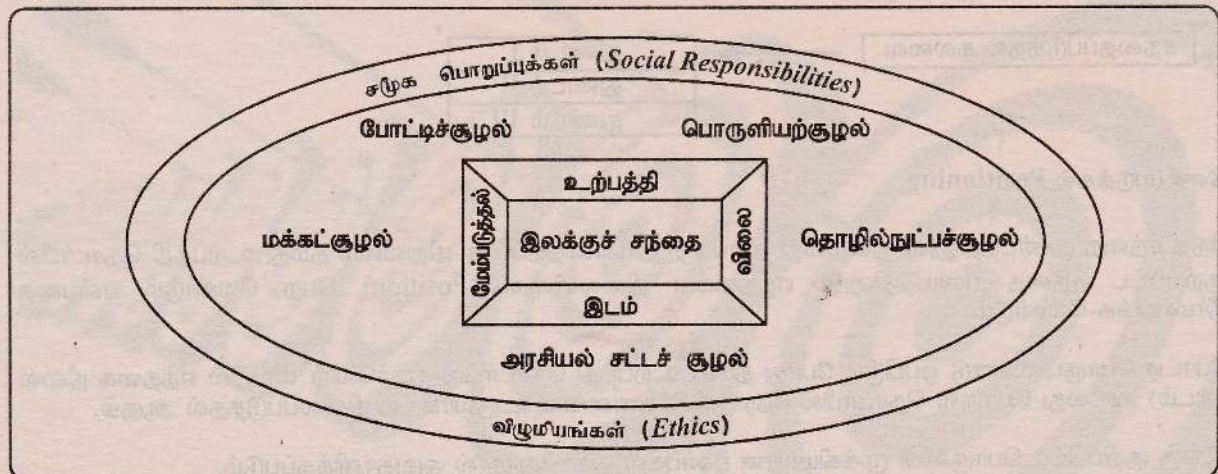 சமூக பொறுப்புக்கள் (Social Responsibilities)
போட்டிச்சூழல்
பொருளியற்சூழல்
உற்பத்தி
மக்கட்சூழல்
மேம்படுத்தல்
இலக்குச் சந்தை
விலை
தொழில்நுட்பச்சூழல்
இடம்
அரசியல் சட்டச் சூழல்
விழுமியங்கள் (Ethics)